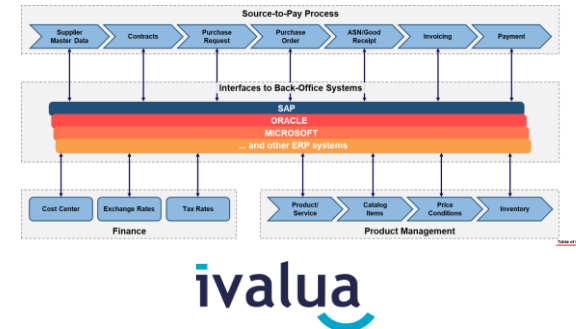 Source-to-Pay Process
Supplier
Master Data
Contracts
Purchase
Request
Purchase
Order
ASN/Good
Receipt
Invoicing
Payment
Interfaces to Back-Office Systems
SAP
ORACLE
MICROSOFT
... and other ERP systems
Cost Center
Exchange Rates
Tax Rates
Finance
Product/
Service
Catalog
Items
Price
Conditions
Inventory
Product Management
Table of
ivalua